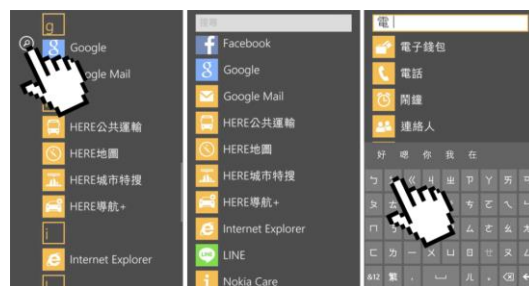 g
Google
Google Mail
HERE公共運輸
HERE地圖
HERE城市特搜
HERE導航+
i
Internet Explorer
l
搜尋
Facebook
Google
Google Mail
HERE公共運輸
HERE地圖
HERE城市特搜
HERE導航+
Internet Explorer
LINE
Nokia Care
電
電子錢包
電話
鬧鐘
連絡人
好 嗯 你 我 在
ㄅ ㄍ ㄐ ㄓ ㄗ ㄚ ㄞ ㄢ
ㄆ ㄘ ㄛ ㄟ ㄣ
ㄇ ㄙ ㄜ ㄠ ㄤ
ㄈ ㄌ ㄧ ㄨ ㄩ ㄖ ㄝ ㄡ ㄥ
&12 繁 . ㄦ 。